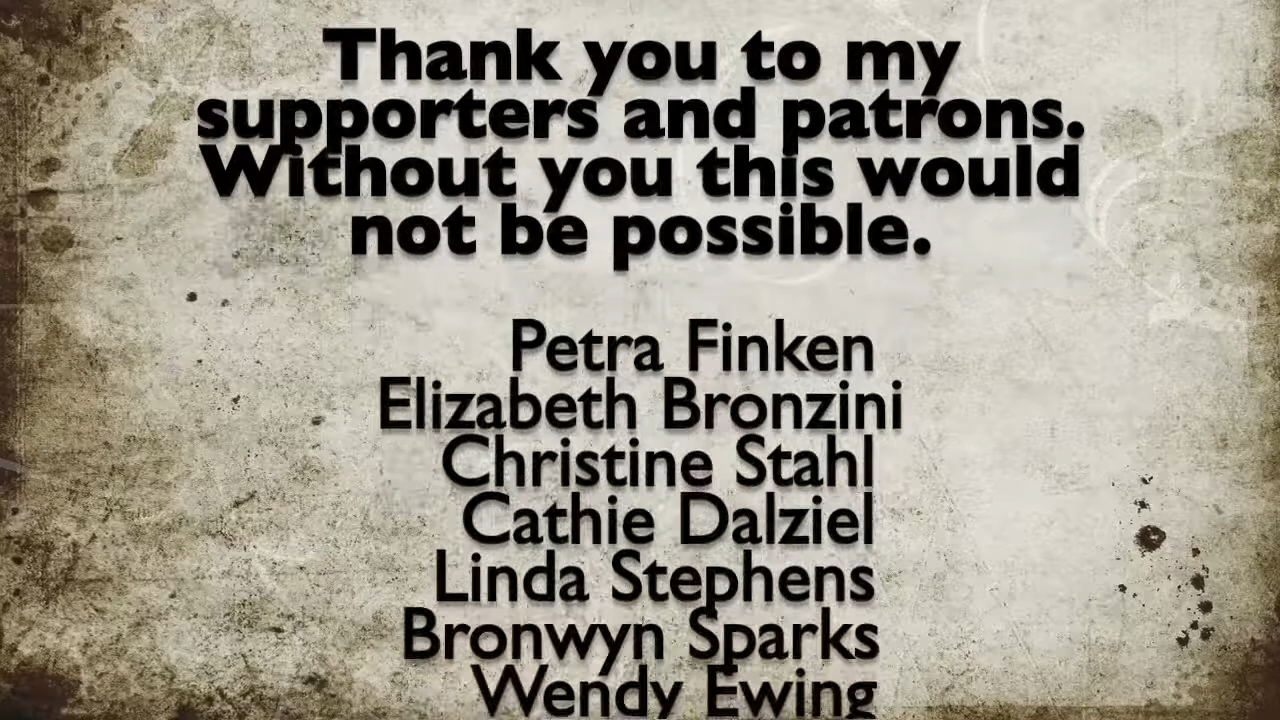 Thank you to my
supporters and patrons.
Without you this would
not be possible.
Petra Finken
Elizabeth Bronzini
Christine Stahl
Cathie Dalziel
Linda Stephens
Bronwyn Sparks
Wendy Ewing